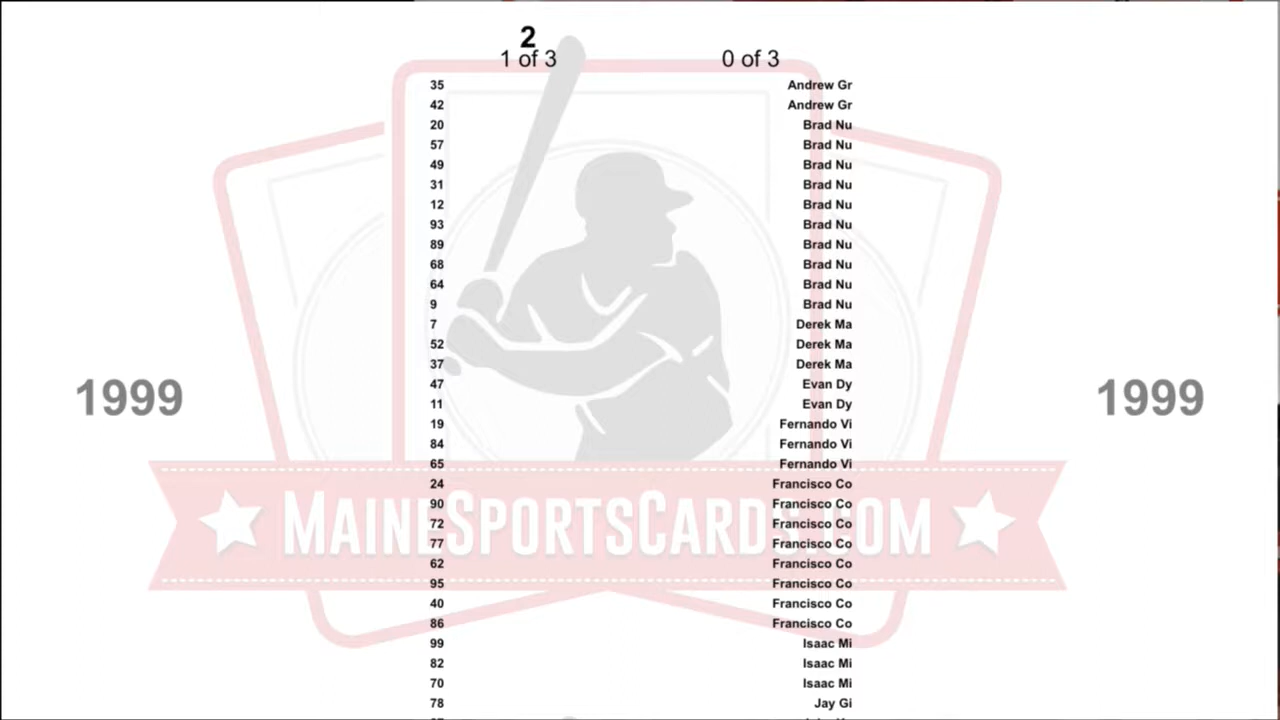 2
1 of 3 0 of 3
35 Andrew Gr
42 Andrew Gr
20 Brad Nu
57 Brad Nu
49 Brad Nu
31 Brad Nu
12 Brad Nu
93 Brad Nu
89 Brad Nu
68 Brad Nu
64 Brad Nu
9 Brad Nu
7 Derek Ma
52 Derek Ma
37 Derek Ma
47 Evan Dy
1999 1999
11 Evan Dy
19 Fernando Vi
84 Fernando Vi
65 Fernando Vi
24 Francisco Co
90 Francisco Co
MAINESPORTSCARDS.COM
72 Francisco Co
77 Francisco Co
62 Francisco Co
95 Francisco Co
40 Francisco Co
86 Francisco Co
99 Isaac Mi
82 Isaac Mi
70 Isaac Mi
78 Jay Gi